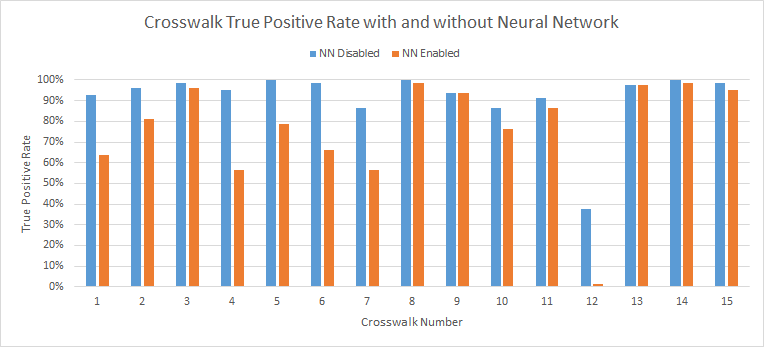 Crosswalk True Positive Rate with and without Neural Network
NN Disabled NN Enabled
100%
90%
80%
70%
60%
50%
40%
30%
20%
10%
0%
True Positive Rate
1 2 3 4 5 6 7 8 9 10 11 12 13 14 15
Crosswalk Number